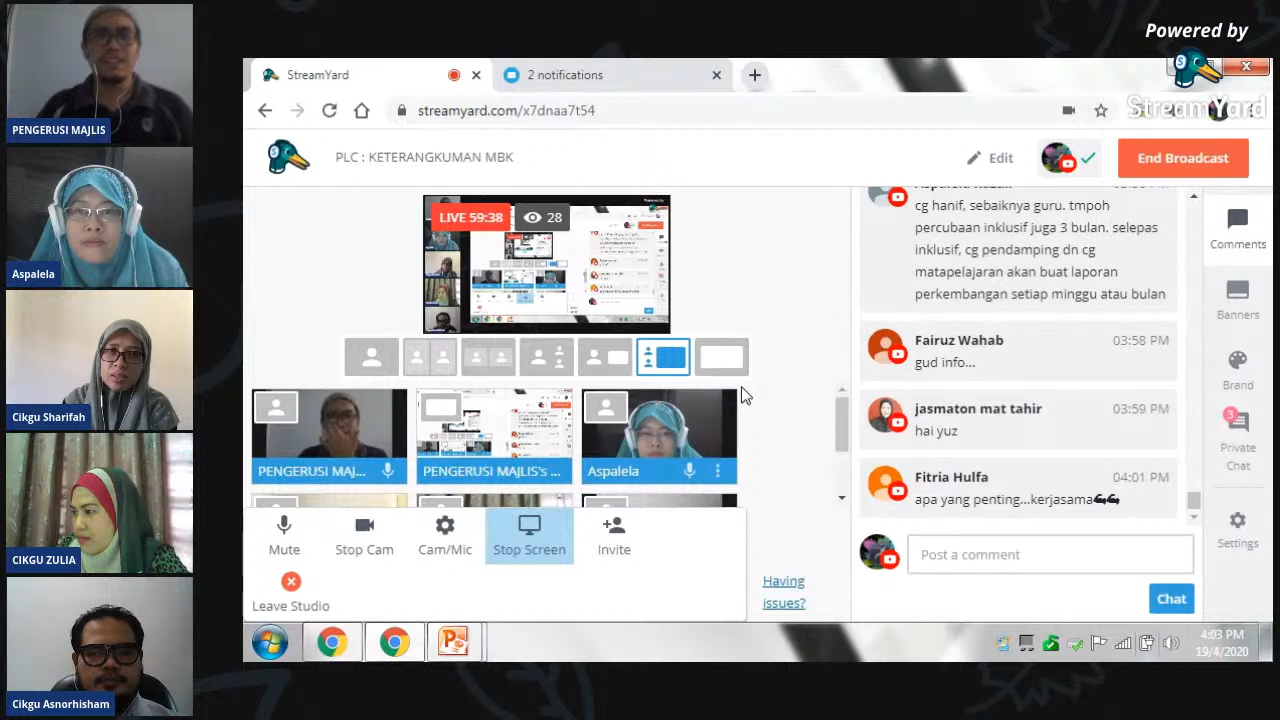 PENGERUSI MAJLIS
Aspalela
Cikgu Sharifah
CIKGU ZULIA
Cikgu Asnorhisham
Powered by
StreamYard
StreamYard
2 notifications
streamyard.com/x7dnaa7t54
PLC : KETERANGKUMAN MBK
Edit
End Broadcast
LIVE 59:38
28
PENGERUSI MAJ...
PENGERUSI MAJLIS's ...
Aspalela
Mute
Stop Cam
Cam/Mic
Stop Screen
Invite
Leave Studio
Having
issues?
cg hanif, sebaiknya guru. tmpoh
percubaan inklusif juga 3 bulan. selepas
inklusif, cg pendamping dn cg
matapelajaran akan buat laporan
perkembangan setiap minggu atau bulan
Fairuz Wahab 03:58 PM
gud info...
jasmaton mat tahir 03:59 PM
hai yuz
Fitria Hulfa 04:01 PM
apa yang penting...kerjasama
Post a comment
Chat
Comments
Banners
Brand
3
Private
Chat
Settings
4:03 PM
19/4/2020